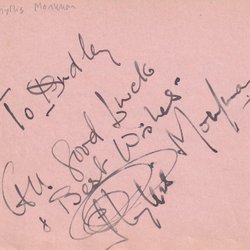 Phyllis Monkman
To Dudley
All Good Luck
& Best Wishes.
Phyllis Monkman